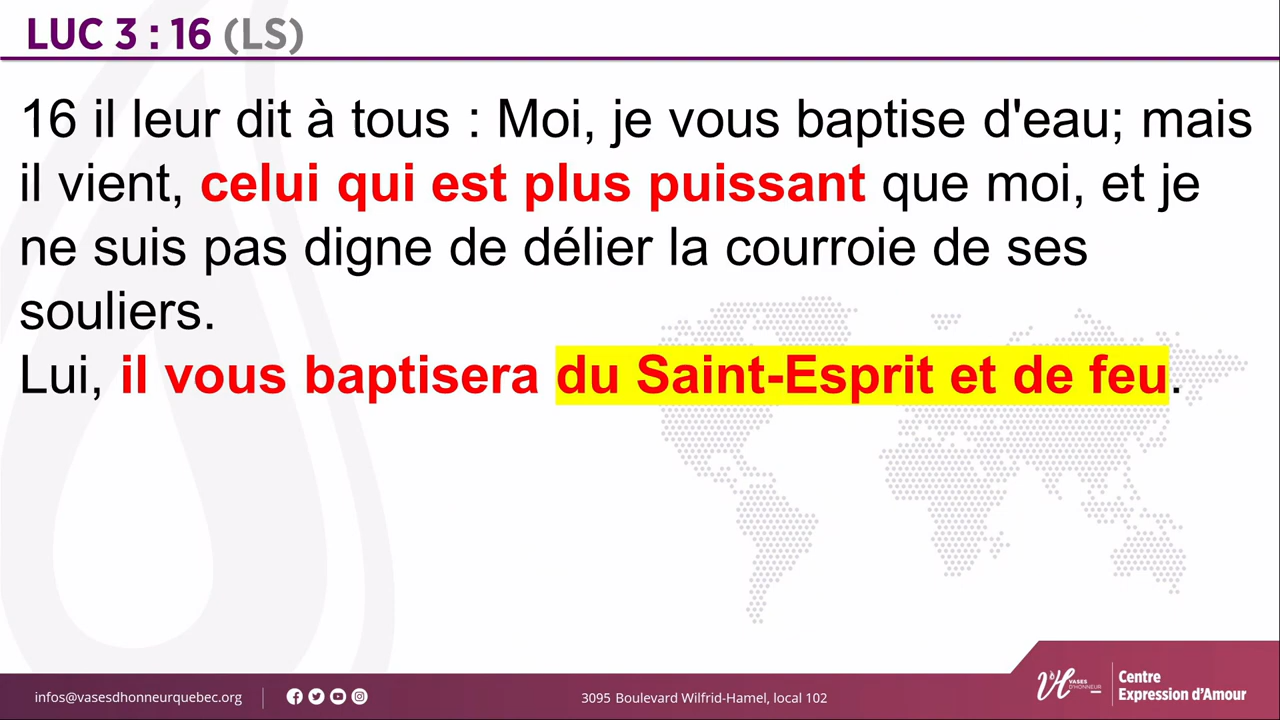 LUC 3 : 16 (LS)
16 il leur dit à tous : Moi, je vous baptise d'eau; mais
il vient, celui qui est plus puissant que moi, et je
ne suis pas digne de délier la courroie de ses
souliers.
Lui, il vous baptisera du Saint-Esprit et de feu.
infos@vasesdhonneurquebec.org
3095 Boulevard Wilfrid-Hamel, local 102
VH VASES
D'HONNEUR
Centre
Expression d'Amour